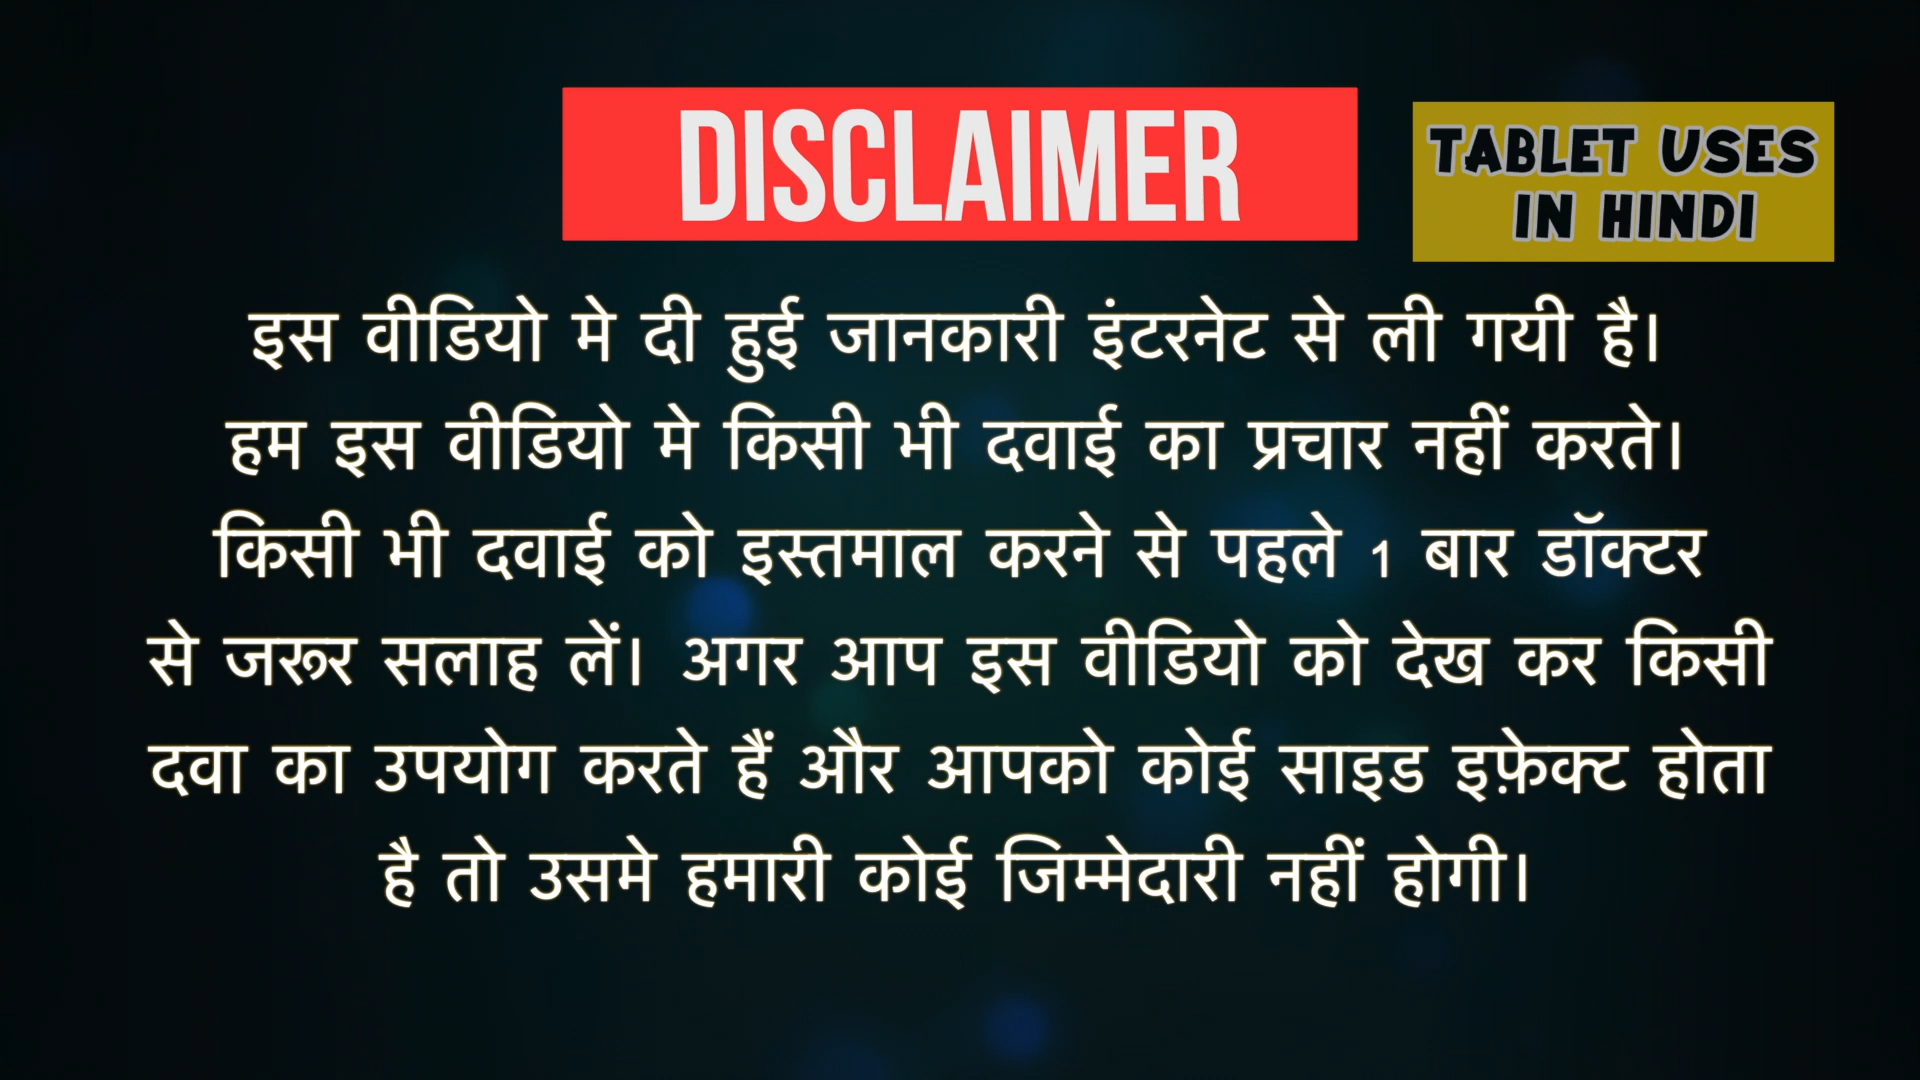 DISCLAIMER
TABLET USES
IN HINDI
इस वीडियो मे दी हुई जानकारी इंटरनेट से ली गयी है।
हम इस वीडियो मे किसी भी दवाई का प्रचार नहीं करते।
किसी भी दवाई को इस्तमाल करने से पहले 1 बार डॉक्टर
से जरूर सलाह लें। अगर आप इस वीडियो को देख कर किसी
दवा का उपयोग करते हैं और आपको कोई साइड इफ़ेक्ट होता
है तो उसमे हमारी कोई जिम्मेदारी नहीं होगी।